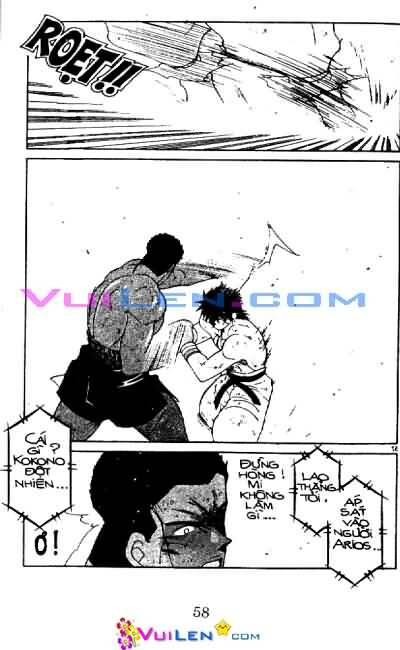 ROẸT!!
VuiLen.com
CÁI
GÌ?
KOKONO
ĐỘT
NHIÊN...
ĐỪNG
HÒNG!
MI
KHÔNG
LÀM
GÌ...
LAO
THẲNG
TỚI,
ÁP
SÁT
VÀO
NGƯỜI
ARIOS...
Ơ!
58
VuiLen.com